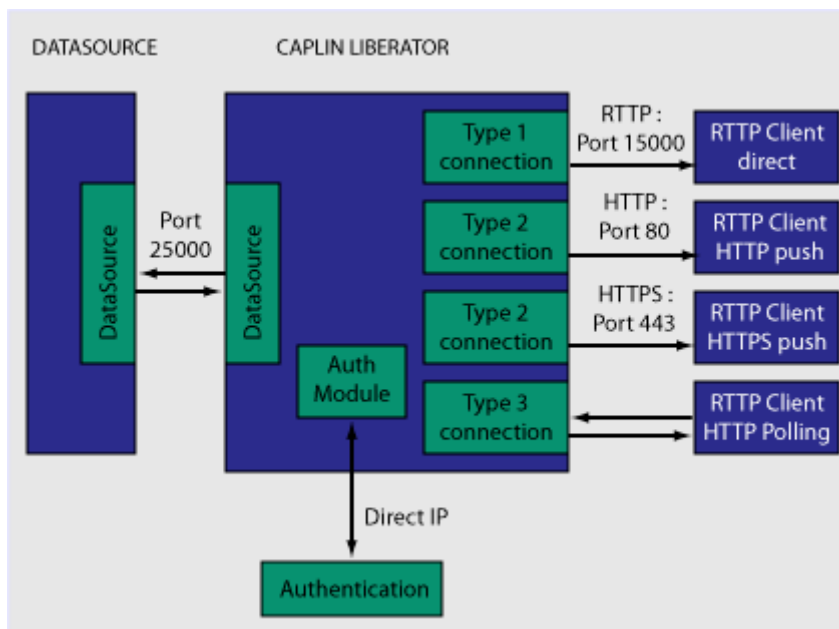 DATASOURCE
CAPLIN LIBERATOR
DataSource
Port
25000
DataSource
Auth
Module
Type 1
connection
RTTP :
Port 15000
RTTP Client
direct
Type 2
connection
HTTP :
Port 80
RTTP Client
HTTP push
Type 2
connection
HTTPS :
Port 443
RTTP Client
HTTPS push
Type 3
connection
RTTP Client
HTTP Polling
Direct IP
Authentication